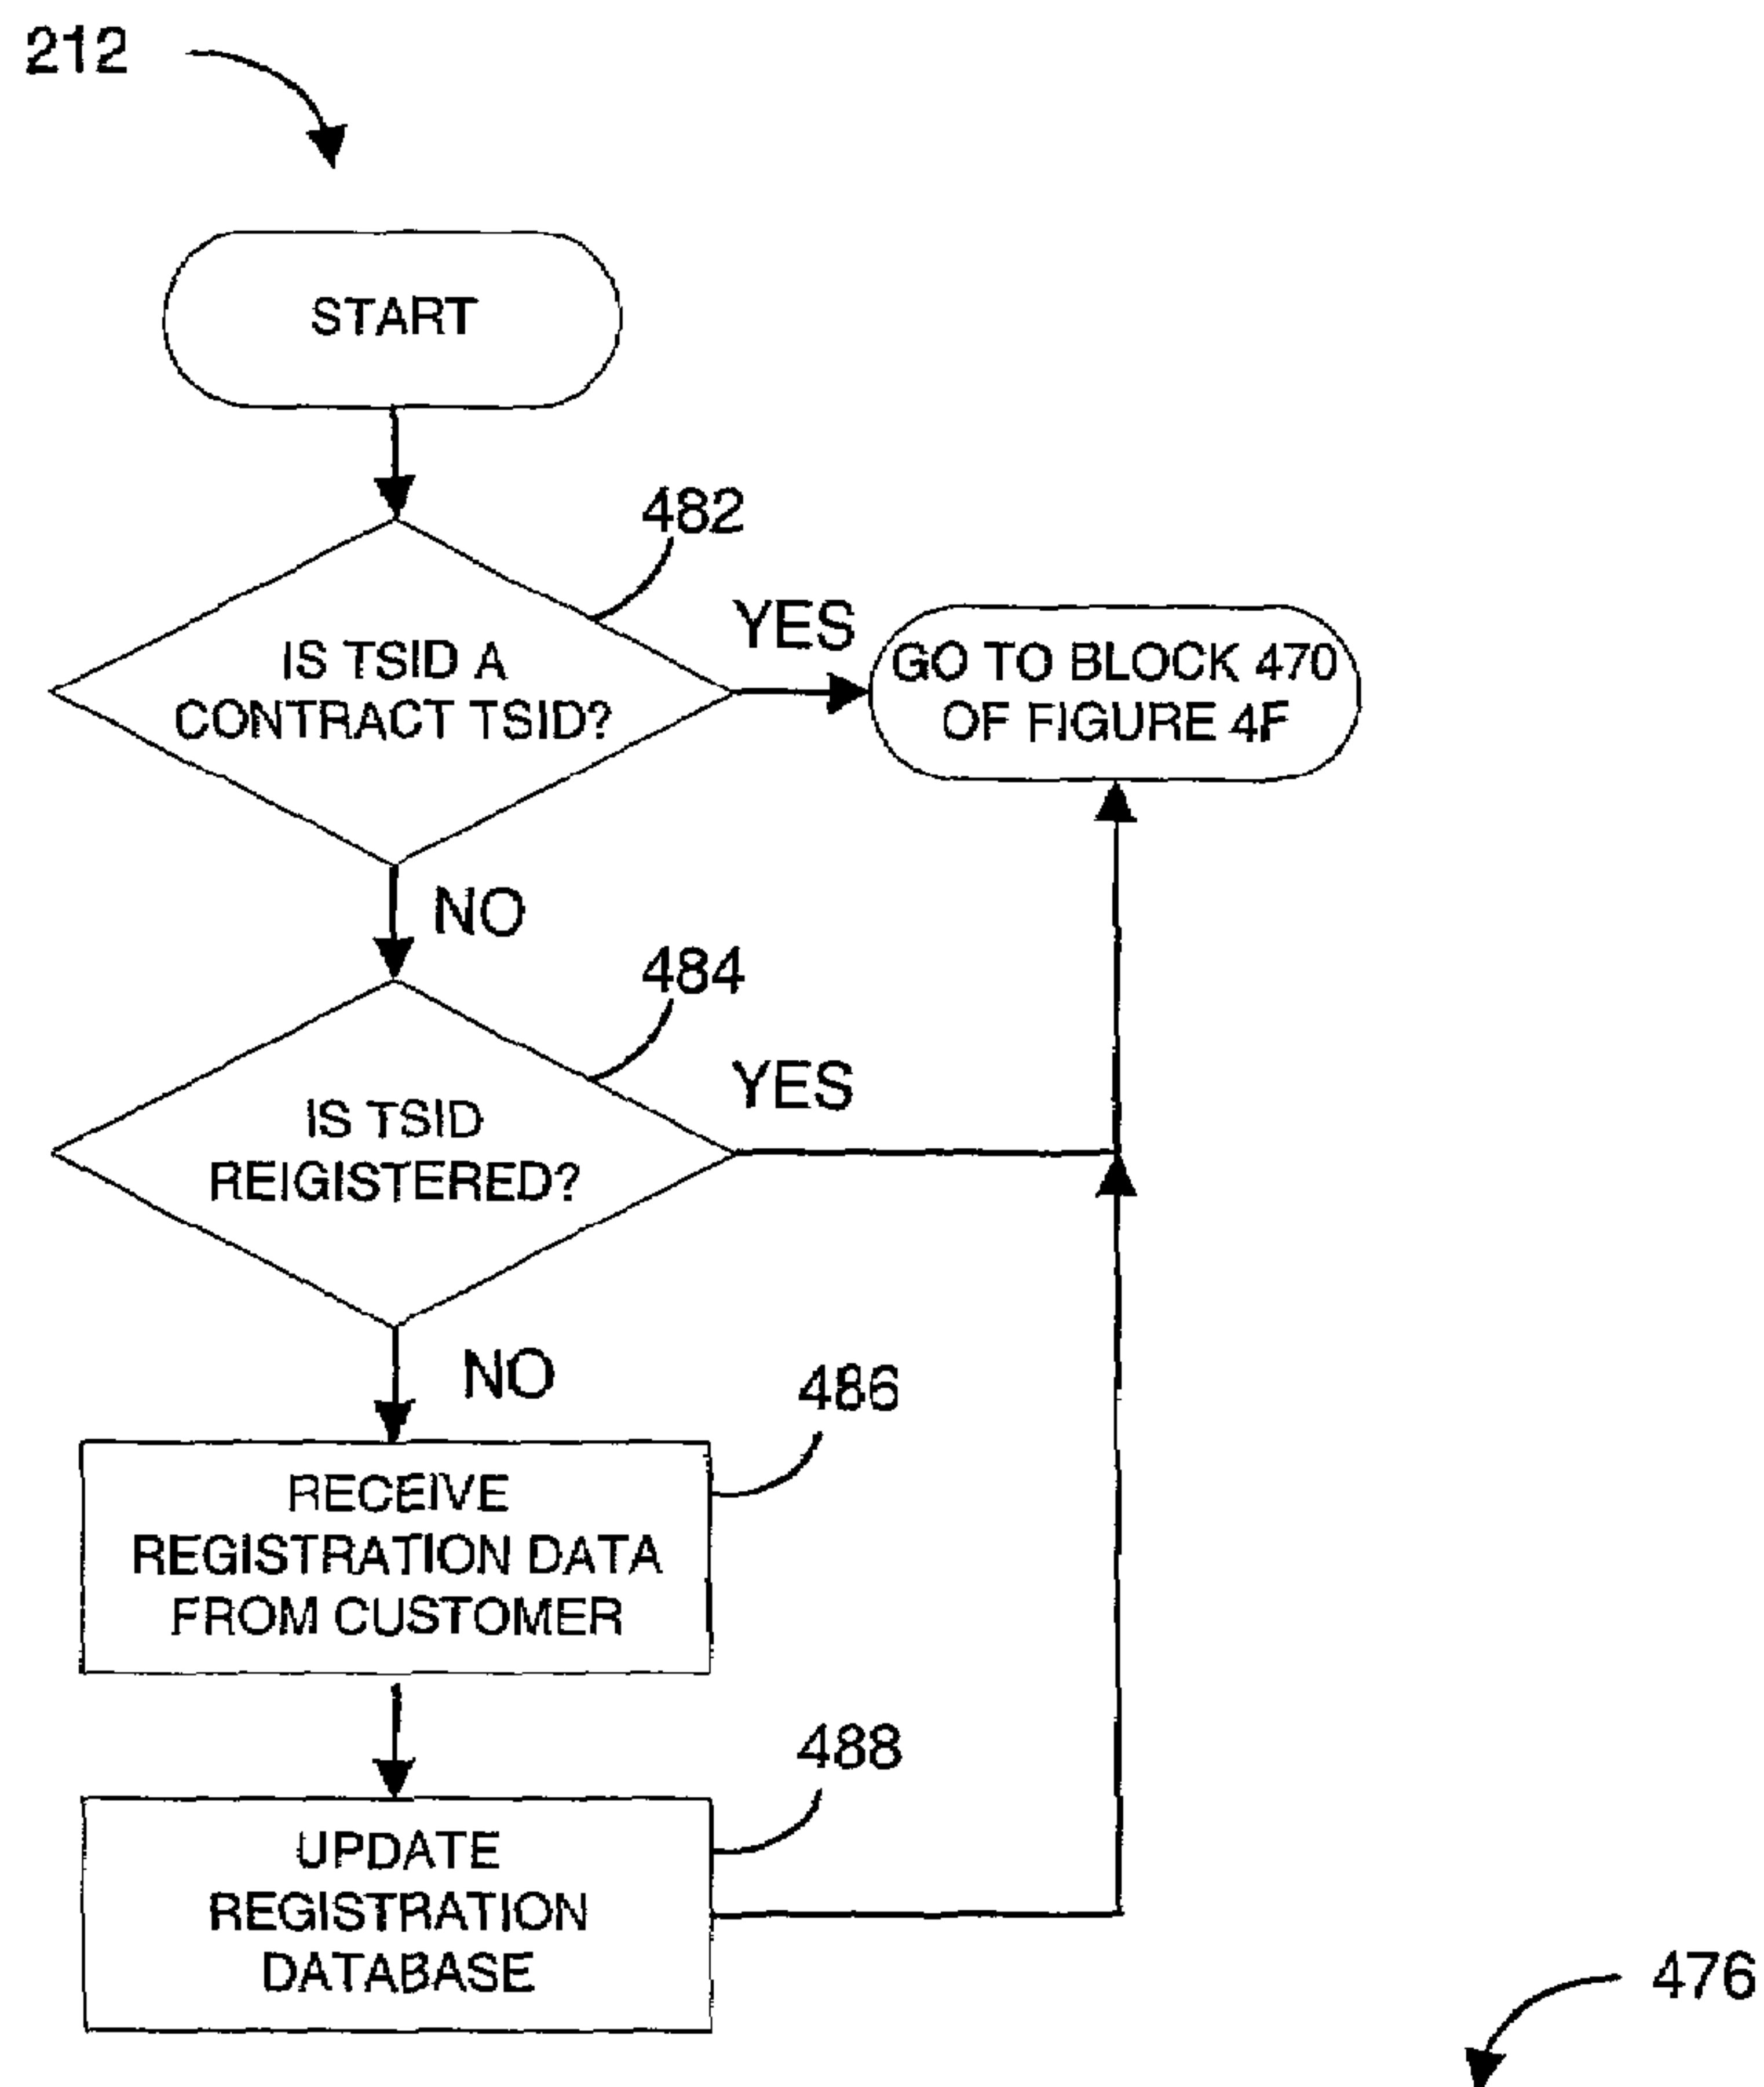 212
START
482
IS TSID A
CONTRACT TSID?
YES
GO TO BLOCK 470
OF FIGURE 4F
NO
484
IS TSID
REIGISTERED?
YES
NO
486
RECEIVE
REGISTRATION DATA
FROM CUSTOMER
488
UPDATE
REGISTRATION
DATABASE
476